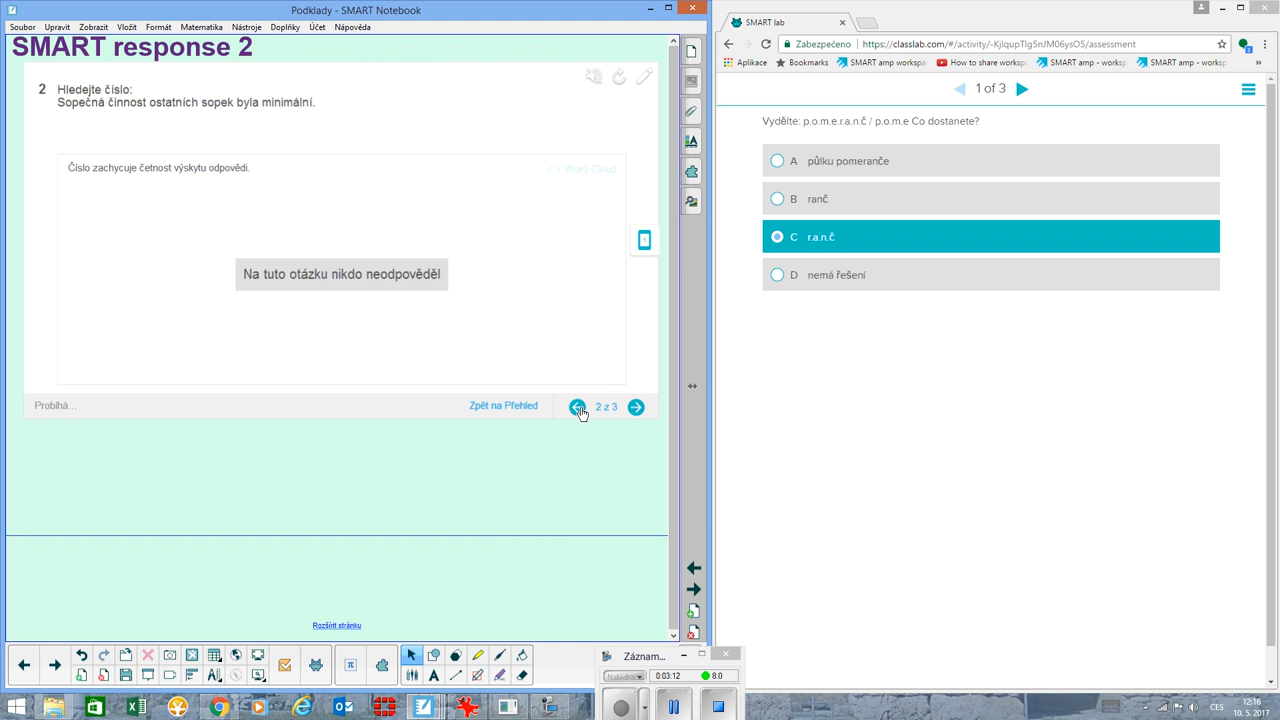 Podklady - SMART Notebook
Soubor Upravit Zobrazit Vložit Formát Matematika Nástroje Doplňky Účet Nápověda
SMART response 2
2 Hledejte číslo:
Sopečná činnost ostatních sopek byla minimální.
Číslo zachycuje četnost výskytu odpovědi.
Word Cloud
Na tuto otázku nikdo neodpověděl
1
Probíhá...
Zpět na Přehled
2 z 3
Rozšířit stránku
SMART lab
Zabezpečeno
https://classlab.com/#/activity/-KjlqupTIg5nJM06ysO5/assessment
Aplikace
Bookmarks
SMART amp workspa
How to share worksp
SMART amp - worksp
SMART amp - worksp
1 of 3
Vydělte: p.o.m.e.r.a.n.č / p.o.m.e Co dostanete?
A půlku pomeranče
B ranč
C r.a.n.č
D nemá řešení
Záznam...
Nabídka
0:03:12
8.0
CES
12:16
10. 5. 2017